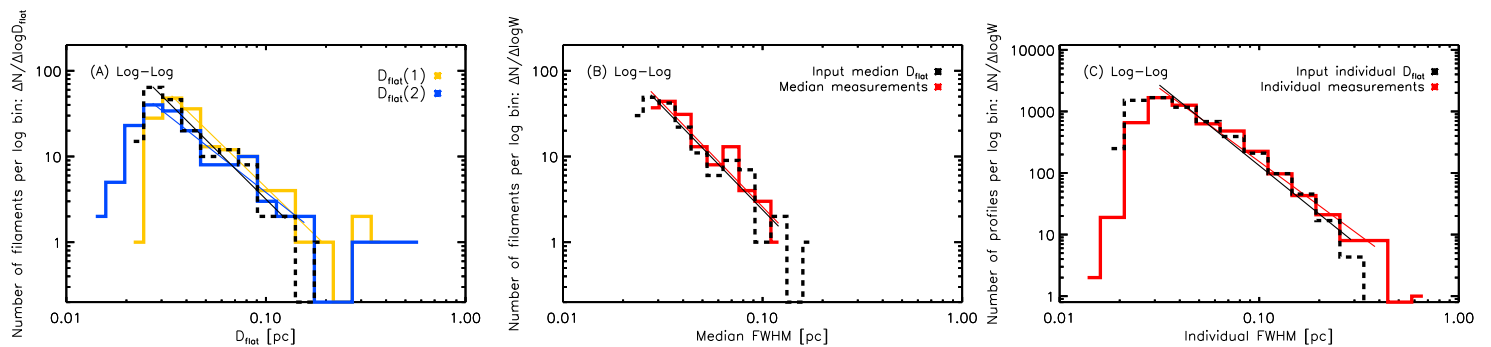 Number of filaments per log bin: ΔN/ΔlogD_flat
100
10
1
(A) Log-Log
D_flat(1)
D_flat(2)
0.01 0.10 1.00
D_flat [pc]
Number of filaments per log bin: ΔN/ΔlogW
100
10
1
(B) Log-Log
Input median D_flat
Median measurements
0.01 0.10 1.00
Median FWHM [pc]
Number of profiles per log bin: ΔN/ΔlogW
10000
1000
100
10
1
(C) Log-Log
Input individual D_flat
Individual measurements
0.01 0.10 1.00
Individual FWHM [pc]